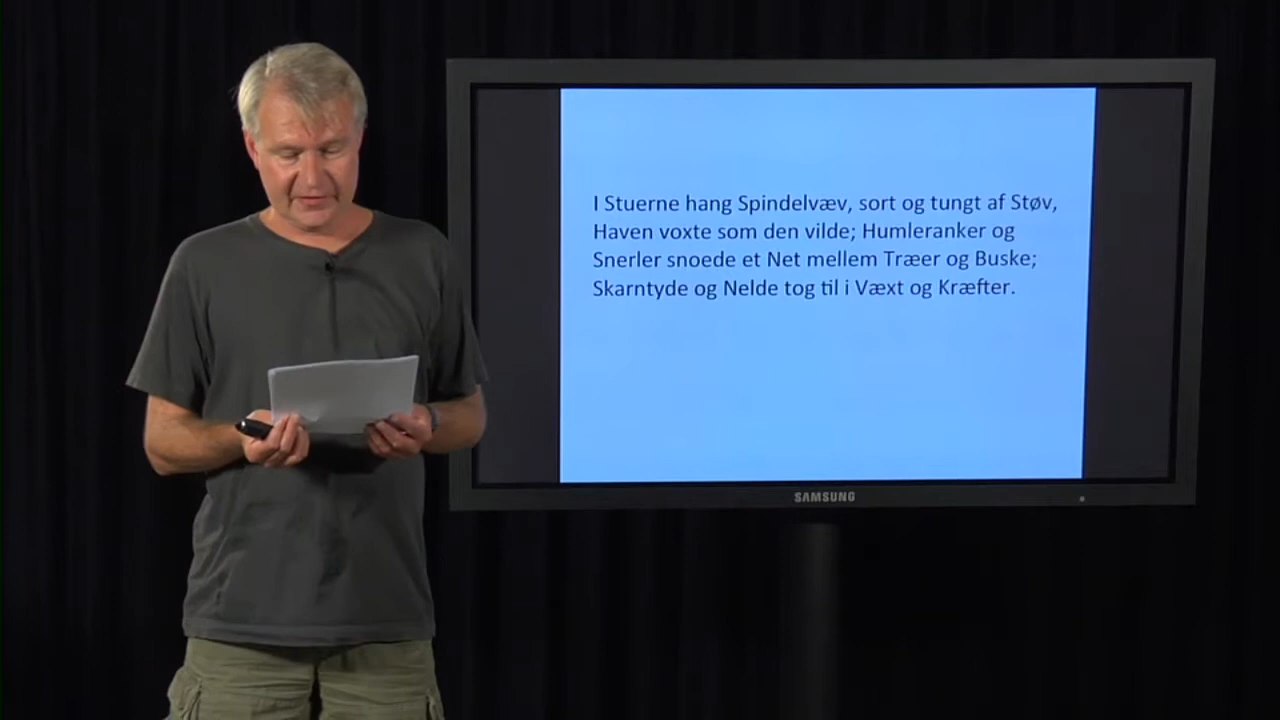 I Stuerne hang Spindelvæv, sort og tungt af Støv,
Haven voxte som den vilde; Humleranker og
Snerler snoede et Net mellem Træer og Buske;
Skarntyde og Nelde tog til i Væxt og Kræfter.
SAMSUNG